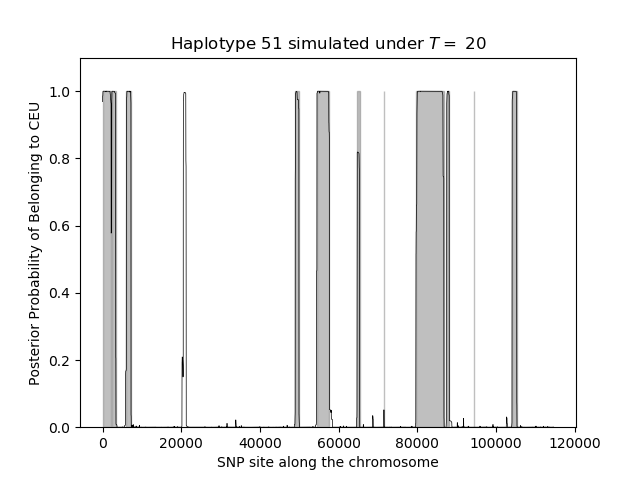 Haplotype 51 simulated under T = 20
Posterior Probability of Belonging to CEU
1.0
0.8
0.6
0.4
0.2
0.0
0 20000 40000 60000 80000 100000 120000
SNP site along the chromosome